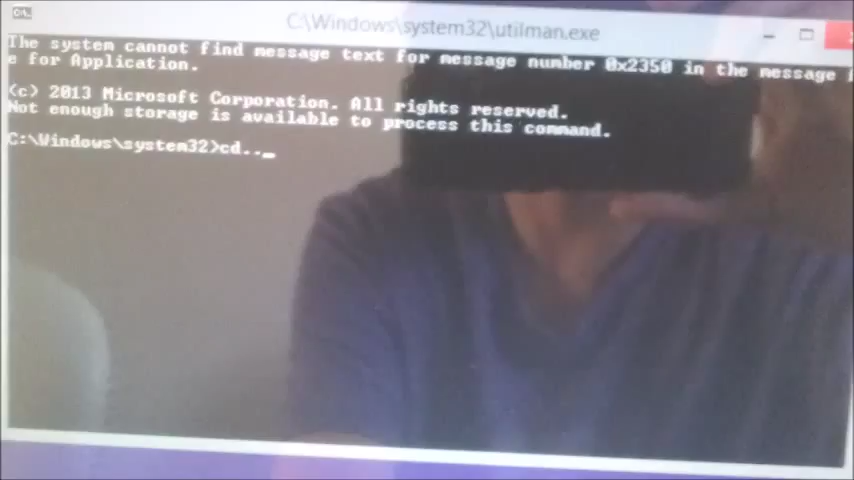 C:\Windows\system32\utilman.exe
The system cannot find message text for message number 0x2350 in the message f
e for Application.
(c) 2013 Microsoft Corporation. All rights reserved.
Not enough storage is available to process this command.
C:\Windows\system32>cd.._